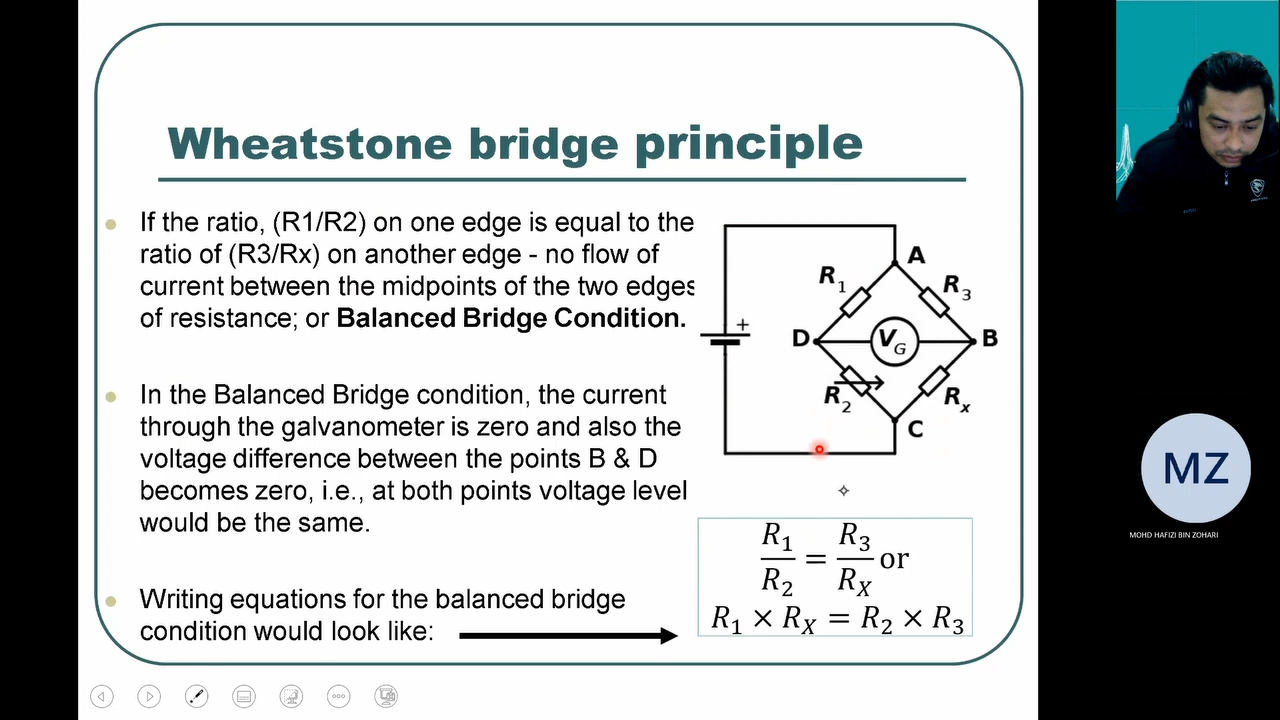 Wheatstone bridge principle
If the ratio, (R1/R2) on one edge is equal to the
ratio of (R3/Rx) on another edge - no flow of
current between the midpoints of the two edges
of resistance; or Balanced Bridge Condition.
In the Balanced Bridge condition, the current
through the galvanometer is zero and also the
voltage difference between the points B & D
becomes zero, i.e., at both points voltage level
would be the same.
Writing equations for the balanced bridge
condition would look like:
A
R1
R3
+
D
VG
B
R2
Rx
C
R1/R2 = R3/RX or
R1 × RX = R2 × R3
MZ
MOHD HAFIZI BIN ZOHARI